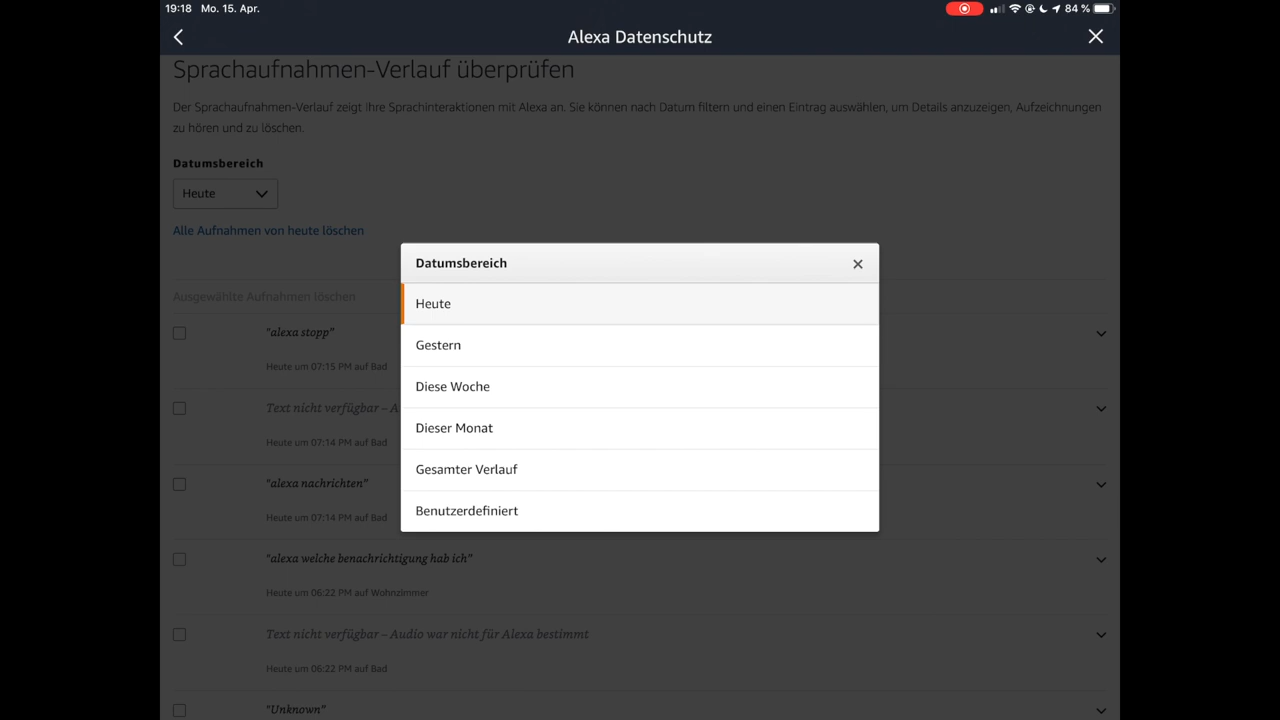 19:18 Mo. 15. Apr.
84 %
Alexa Datenschutz
Sprachaufnahmen-Verlauf überprüfen
Der Sprachaufnahmen-Verlauf zeigt Ihre Sprachinteraktionen mit Alexa an. Sie können nach Datum filtern und einen Eintrag auswählen, um Details anzuzeigen, Aufzeichnungen
zu hören und zu löschen.
Datumsbereich
Heute
Alle Aufnahmen von heute löschen
Datumsbereich
Heute
Gestern
Diese Woche
Dieser Monat
Gesamter Verlauf
Benutzerdefiniert
Ausgewählte Aufnahmen löschen
"alexa stopp"
Heute um 07:15 PM auf Bad
Text nicht verfügbar – A
Heute um 07:14 PM auf Bad
"alexa nachrichten"
Heute um 07:14 PM auf Bad
"alexa welche benachrichtigung hab ich"
Heute um 06:22 PM auf Wohnzimmer
Text nicht verfügbar – Audio war nicht für Alexa bestimmt
Heute um 06:22 PM auf Bad
"Unknown"